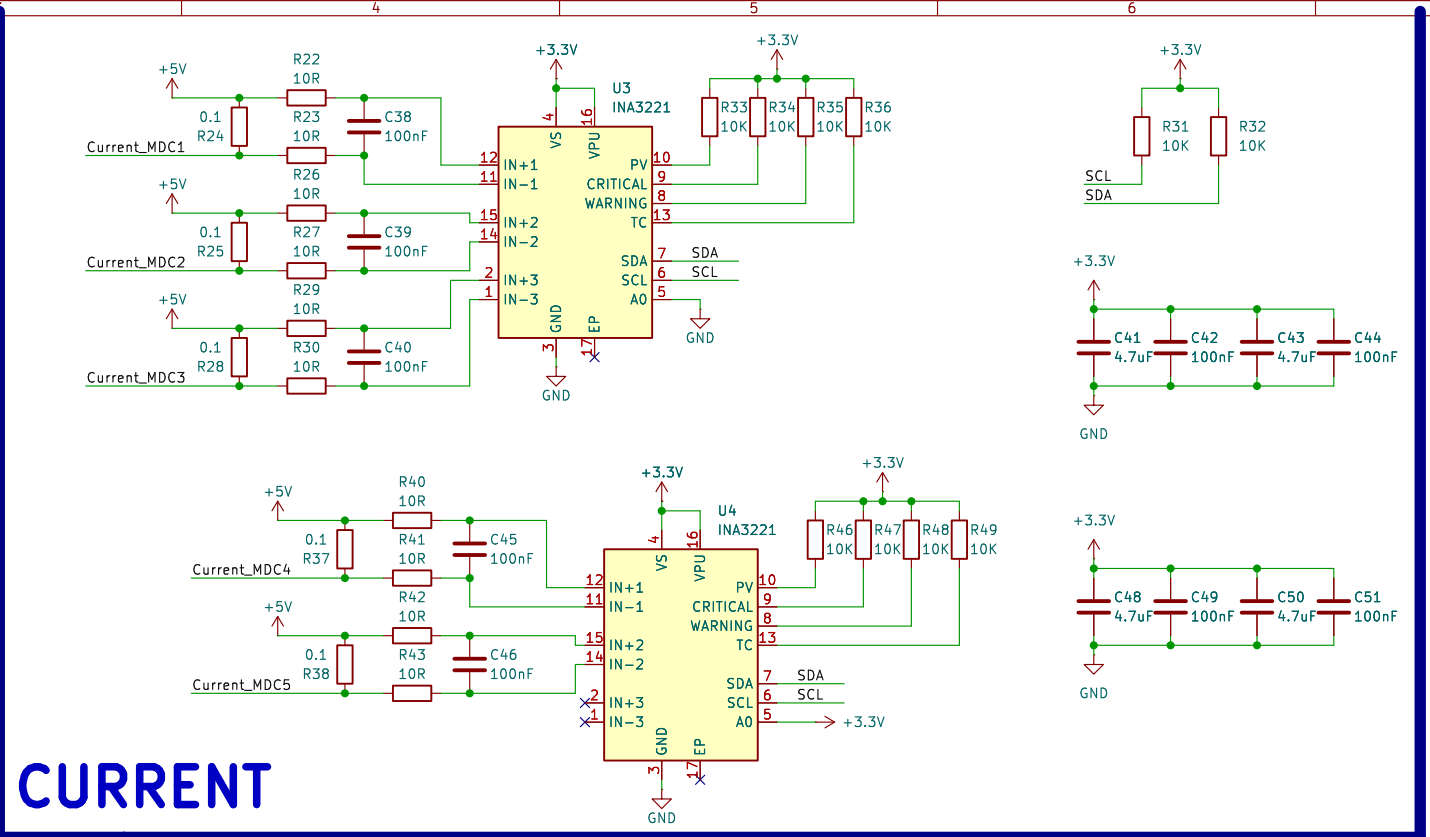 4 5 6
+5V
R22
10R
0.1
R24
R23
10R
C38
100nF
Current_MDC1
+5V
R26
10R
0.1
R25
R27
10R
C39
100nF
Current_MDC2
+5V
R29
10R
0.1
R28
R30
10R
C40
100nF
Current_MDC3
+3.3V
U3
INA3221
4 VS
16 VPU
12 IN+1
11 IN-1
15 IN+2
14 IN-2
2 IN+3
1 IN-3
PV 10
CRITICAL 9
WARNING 8
TC 13
SDA 7 SDA
SCL 6 SCL
A0 5
GND 3
EP 17
GND
GND
+3.3V
R33
10K
R34
10K
R35
10K
R36
10K
+3.3V
R31
10K
R32
10K
SCL
SDA
+3.3V
C41
4.7uF
C42
100nF
C43
4.7uF
C44
100nF
GND
+5V
R40
10R
0.1
R37
R41
10R
C45
100nF
Current_MDC4
+5V
R42
10R
0.1
R38
R43
10R
C46
100nF
Current_MDC5
+3.3V
U4
INA3221
4 VS
16 VPU
12 IN+1
11 IN-1
15 IN+2
14 IN-2
2 IN+3
1 IN-3
PV 10
CRITICAL 9
WARNING 8
TC 13
SDA 7 SDA
SCL 6 SCL
A0 5 +3.3V
GND 3
EP 17
GND
+3.3V
R46
10K
R47
10K
R48
10K
R49
10K
+3.3V
C48
4.7uF
C49
100nF
C50
4.7uF
C51
100nF
GND
CURRENT